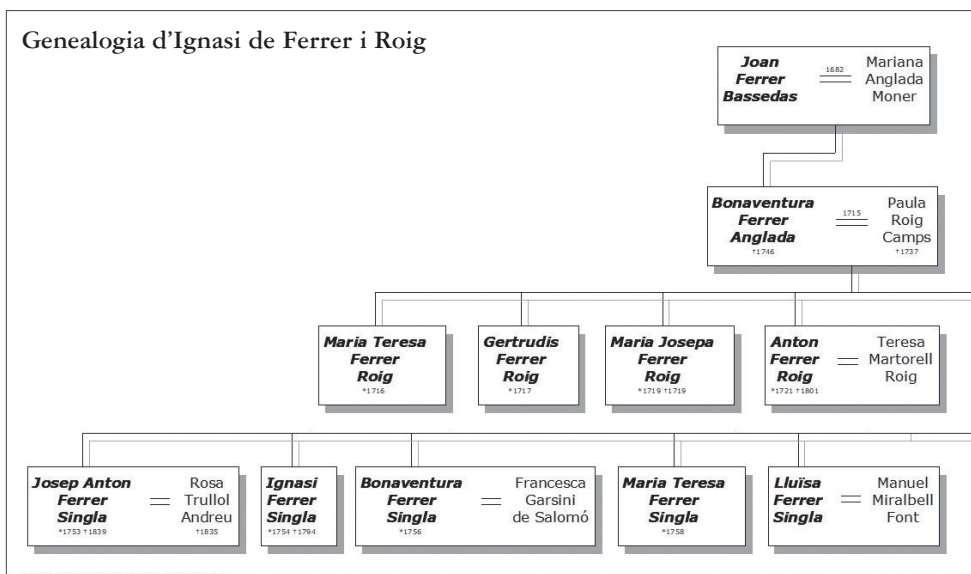 Genealogia d'Ignasi de Ferrer i Roig
Joan
Ferrer
Bassedas
1682
Mariana
Anglada
Moner
Bonaventura
Ferrer
Anglada
†1746
1715
Paula
Roig
Camps
†1737
Maria Teresa
Ferrer
Roig
*1716
Gertrudis
Ferrer
Roig
*1717
Maria Josepa
Ferrer
Roig
*1719 †1719
Anton
Ferrer
Roig
*1721 †1801
Teresa
Martorell
Roig
Josep Anton
Ferrer
Singla
*1753 †1839
Rosa
Trullol
Andreu
†1835
Ignasi
Ferrer
Singla
*1754 †1794
Bonaventura
Ferrer
Singla
*1756
Francesca
Garsini
de Salomó
Maria Teresa
Ferrer
Singla
*1758
Lluïsa
Ferrer
Singla
Manuel
Miralbell
Font